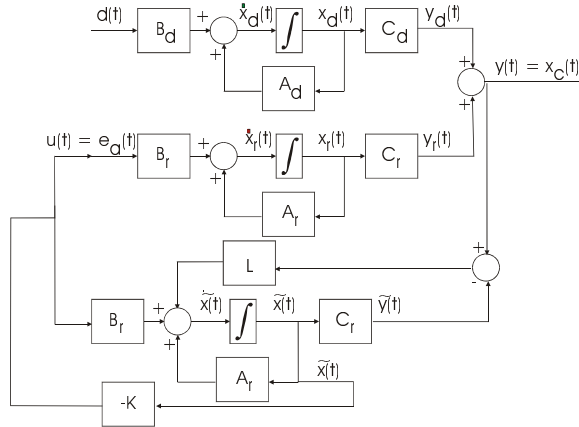 d(t)
B_d
+
+
ẋ_d(t)
∫
x_d(t)
C_d
y_d(t)
A_d
+
+
y(t) = x_c(t)
u(t) = e_a(t)
B_r
+
+
ẋ_r(t)
∫
x_r(t)
C_r
y_r(t)
A_r
L
+
-
B_r
+
+
x̃̇(t)
∫
x̃(t)
C_r
ỹ(t)
A_r
x̃(t)
-K